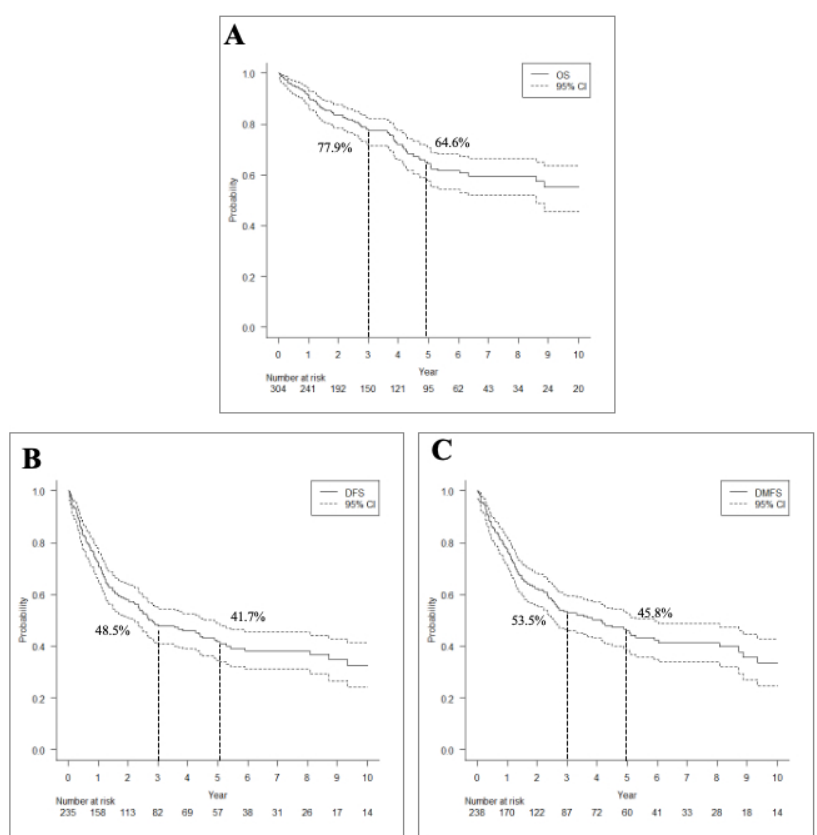 A
OS
95% CI
1.0
0.8
0.6
0.4
0.2
0.0
Probability
77.9%
64.6%
0 1 2 3 4 5 6 7 8 9 10
Year
Number at risk
304 241 192 150 121 95 62 43 34 24 20
B
DFS
95% CI
1.0
0.8
0.6
0.4
0.2
0.0
Probability
48.5%
41.7%
0 1 2 3 4 5 6 7 8 9 10
Year
Number at risk
235 158 113 82 69 57 38 31 26 17 14
C
DMFS
95% CI
1.0
0.8
0.6
0.4
0.2
0.0
Probability
53.5%
45.8%
0 1 2 3 4 5 6 7 8 9 10
Year
Number at risk
238 170 122 87 72 60 41 33 28 18 14